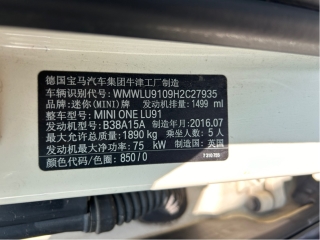 德国宝马汽车集团牛津工厂制造
车辆识别代号: WMWLU9109H2C27935
品牌:迷你(MINI)牌 发动机排量:1499 ml
整车型号: MINI ONE LU91
发动机型号: B38A15A 制造年月:2016.07
最大允许总质量: 1890 kg 乘坐人数: 5 人
最大净功率: 75 kW 制造国: 英国
颜色代码/色圈: 850/0